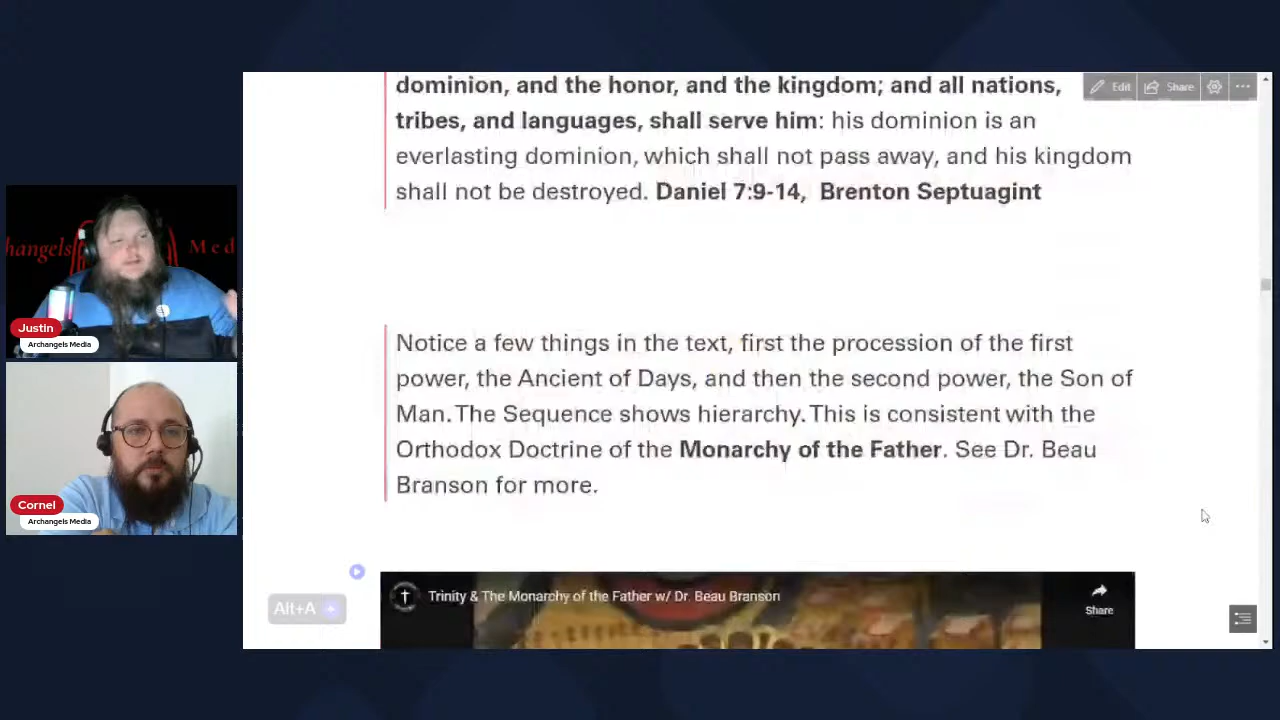 dominion, and the honor, and the kingdom; and all nations,
tribes, and languages, shall serve him: his dominion is an
everlasting dominion, which shall not pass away, and his kingdom
shall not be destroyed. Daniel 7:9-14, Brenton Septuagint
Edit
Share
Notice a few things in the text, first the procession of the first
power, the Ancient of Days, and then the second power, the Son of
Man. The Sequence shows hierarchy. This is consistent with the
Orthodox Doctrine of the Monarchy of the Father. See Dr. Beau
Branson for more.
Alt+A
Trinity & The Monarchy of the Father w/ Dr. Beau Branson
Share
hangels Med
Justin
Archangels Media
Cornel
Archangels Media